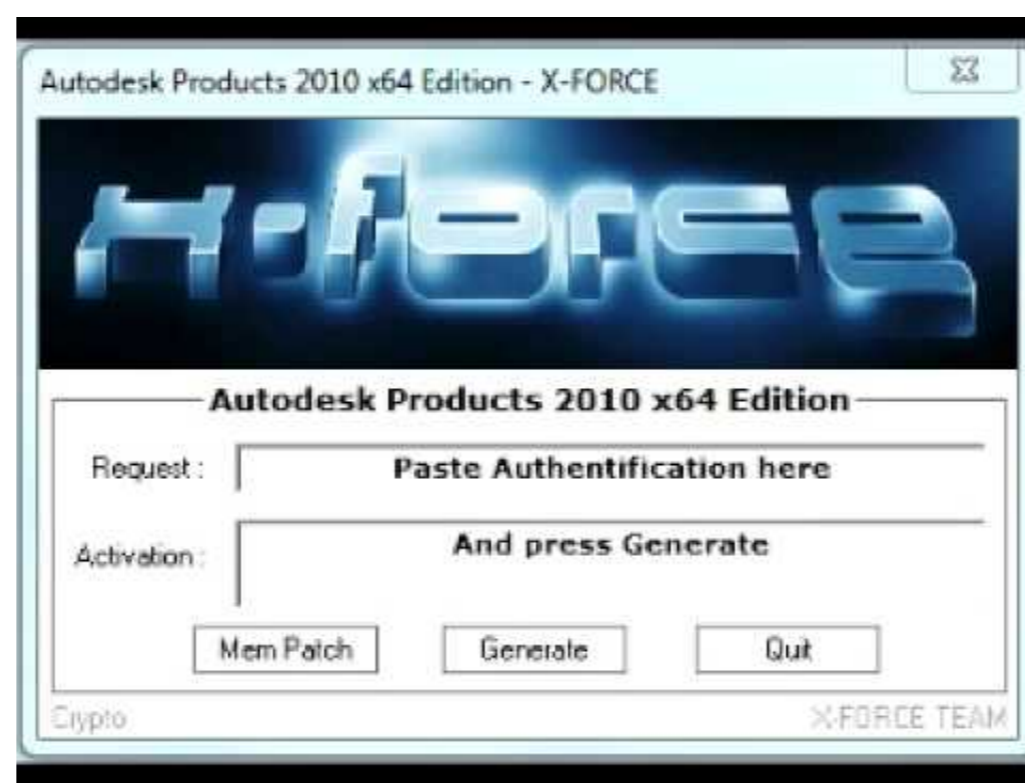 Autodesk Products 2010 x64 Edition - X-FORCE
X-force
Autodesk Products 2010 x64 Edition
Request :
Paste Authentification here
Activation :
And press Generate
Mem Patch
Generate
Quit
Crypto
X-FORCE TEAM